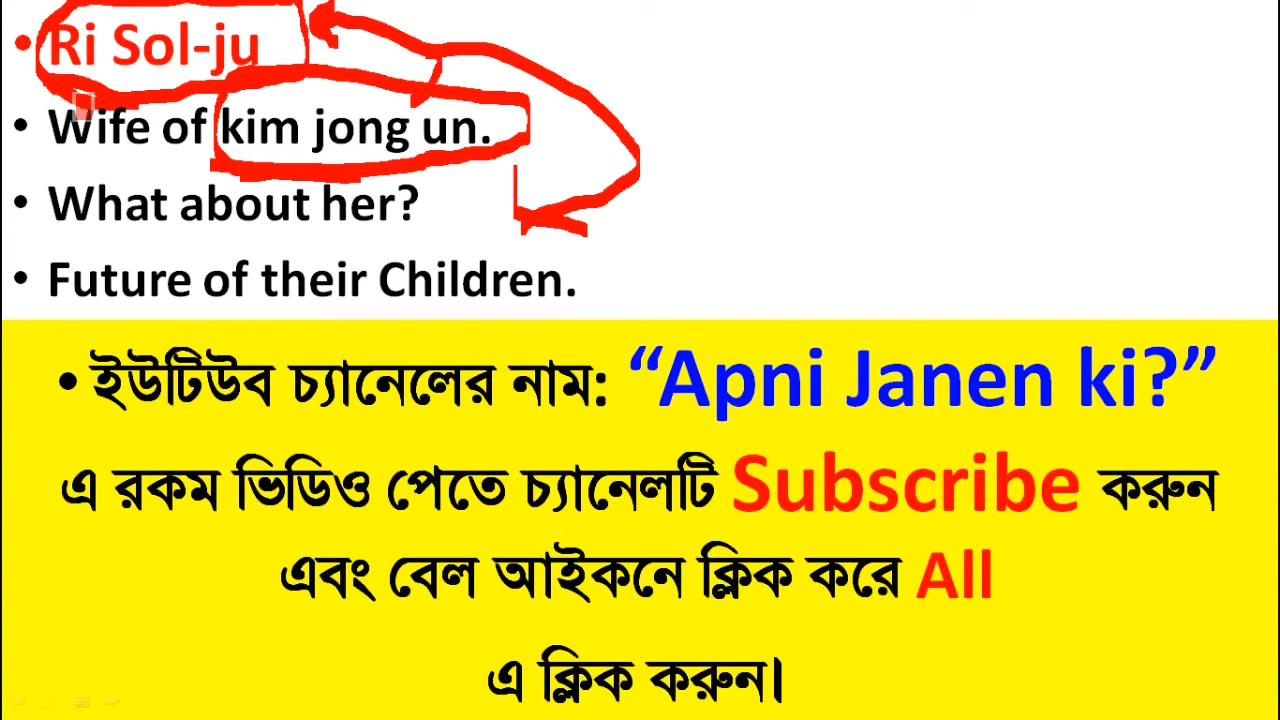 • Ri Sol-ju
• Wife of kim jong un.
• What about her?
• Future of their Children.
• ইউটিউব চ্যানেলের নাম: “Apni Janen ki?”
এ রকম ভিডিও পেতে চ্যানেলটি Subscribe করুন
এবং বেল আইকনে ক্লিক করে All
এ ক্লিক করুন।